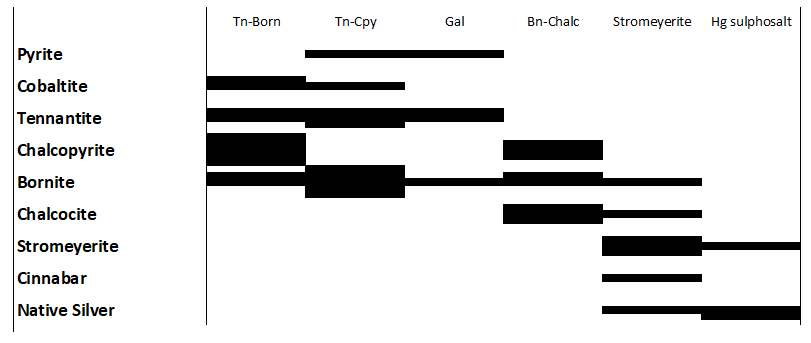 Tn-Born Tn-Cpy Gal Bn-Chalc Stromeyerite Hg sulphosalt
Pyrite
Cobaltite
Tennantite
Chalcopyrite
Bornite
Chalcocite
Stromeyerite
Cinnabar
Native Silver